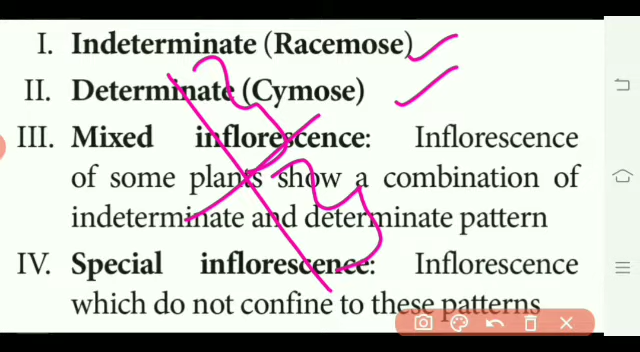 I. Indeterminate (Racemose)
II. Determinate (Cymose)
III. Mixed inflorescence: Inflorescence
of some plants show a combination of
indeterminate and determinate pattern
IV. Special inflorescence: Inflorescence
which do not confine to these patterns